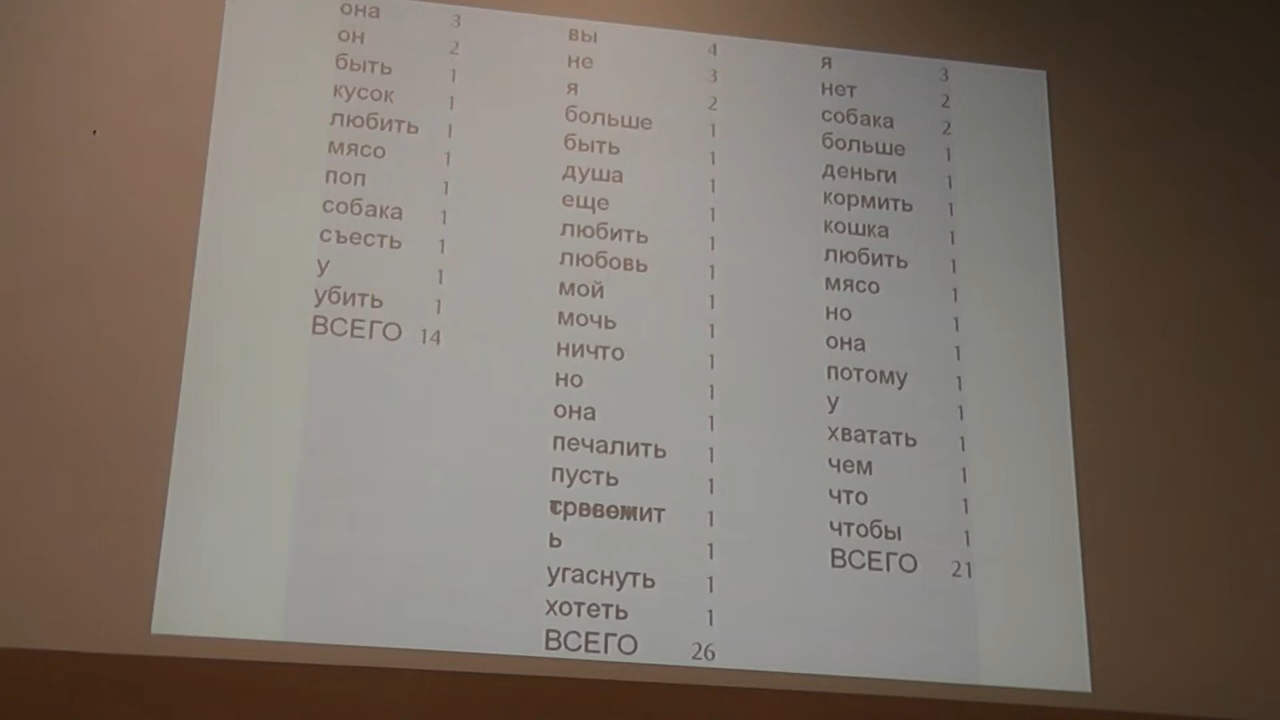 она 3
он 2
быть 1
кусок 1
любить 1
мясо 1
поп 1
собака 1
съесть 1
у 1
убить 1
ВСЕГО 14
вы 4
не 3
я 2
больше 1
быть 1
душа 1
еще 1
любить 1
любовь 1
мой 1
мочь 1
ничто 1
но 1
она 1
печалить 1
пусть 1
1
ь 1
угаснуть 1
хотеть 1
ВСЕГО 26
я 3
нет 2
собака 2
больше 1
деньги 1
кормить 1
кошка 1
любить 1
мясо 1
но 1
она 1
потому 1
у 1
хватать 1
чем 1
что 1
чтобы 1
ВСЕГО 21